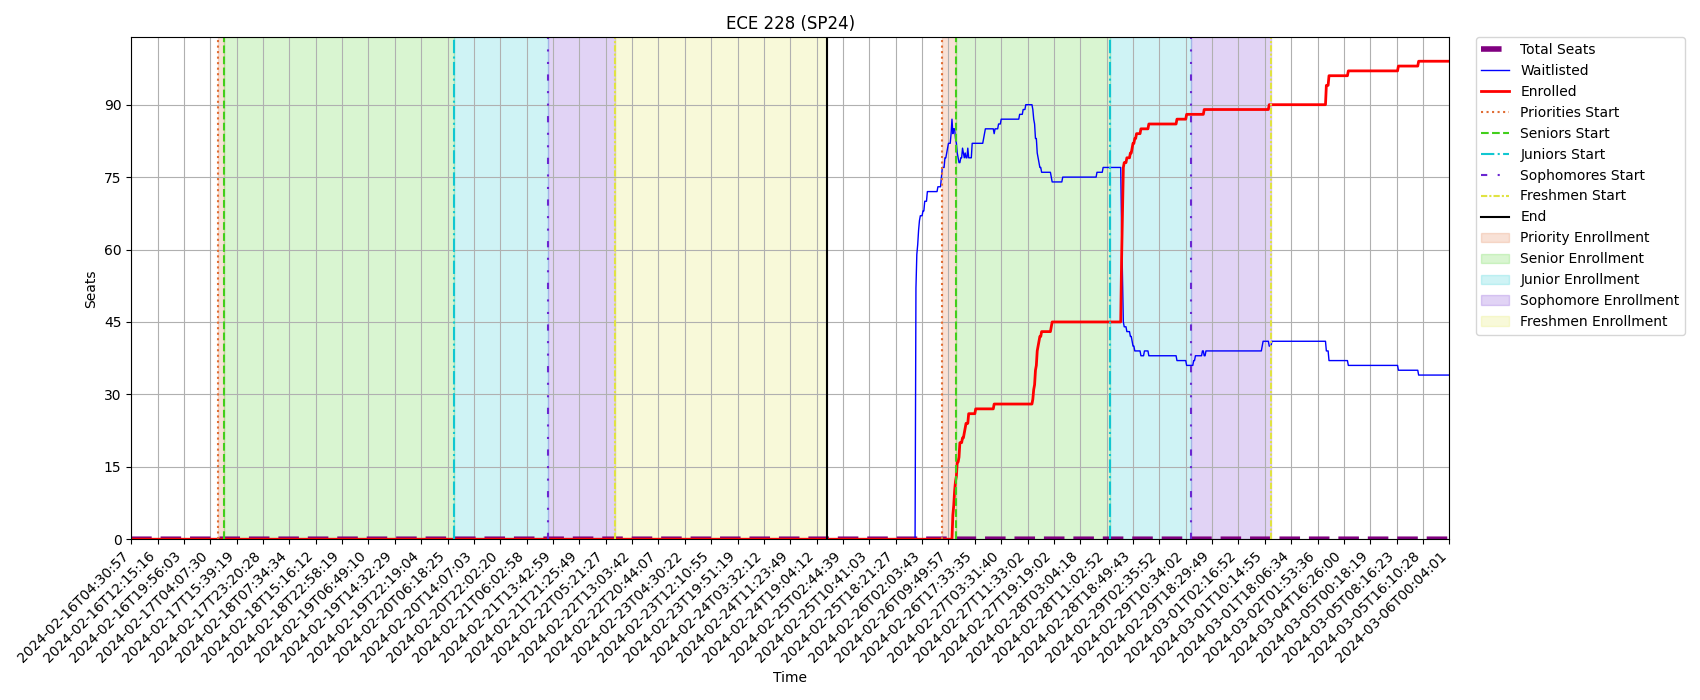 ECE 228 (SP24)
Seats
90
75
60
45
30
15
0
2024-02-16T04:30:57
2024-02-16T12:15:16
2024-02-16T19:56:03
2024-02-17T04:07:30
2024-02-17T15:39:19
2024-02-17T23:20:28
2024-02-18T07:34:34
2024-02-18T15:16:12
2024-02-18T22:58:19
2024-02-19T06:49:10
2024-02-19T14:32:29
2024-02-19T22:19:04
2024-02-20T06:18:25
2024-02-20T14:07:03
2024-02-20T22:02:20
2024-02-21T06:02:58
2024-02-21T13:42:59
2024-02-21T21:25:49
2024-02-22T05:21:27
2024-02-22T13:03:42
2024-02-22T20:44:07
2024-02-23T04:30:22
2024-02-23T12:10:55
2024-02-23T19:51:19
2024-02-24T03:32:12
2024-02-24T11:23:49
2024-02-24T19:04:12
2024-02-25T02:44:39
2024-02-25T10:41:03
2024-02-25T18:21:27
2024-02-26T02:03:43
2024-02-26T09:49:57
2024-02-26T17:33:35
2024-02-27T03:31:40
2024-02-27T11:33:02
2024-02-27T19:19:02
2024-02-28T03:04:18
2024-02-28T11:02:52
2024-02-28T18:49:43
2024-02-29T02:35:52
2024-02-29T10:34:02
2024-02-29T18:29:49
2024-03-01T02:16:52
2024-03-01T10:14:55
2024-03-01T18:06:34
2024-03-02T01:53:36
2024-03-04T16:26:00
2024-03-05T00:18:19
2024-03-05T08:16:23
2024-03-05T16:10:28
2024-03-06T00:04:01
Time
Total Seats
Waitlisted
Enrolled
Priorities Start
Seniors Start
Juniors Start
Sophomores Start
Freshmen Start
End
Priority Enrollment
Senior Enrollment
Junior Enrollment
Sophomore Enrollment
Freshmen Enrollment